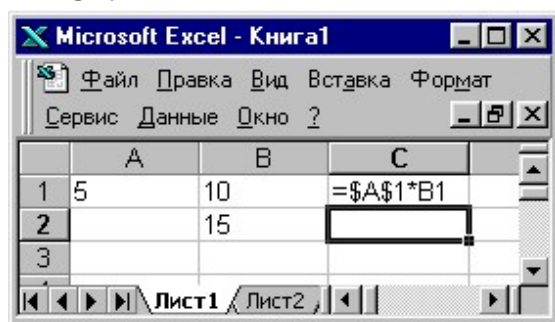 Microsoft Excel - Книга1
Файл Правка Вид Вставка Формат
Сервис Данные Окно ?
A B C
1 5 10 =$A$1*B1
2 15
3
Лист1 Лист2